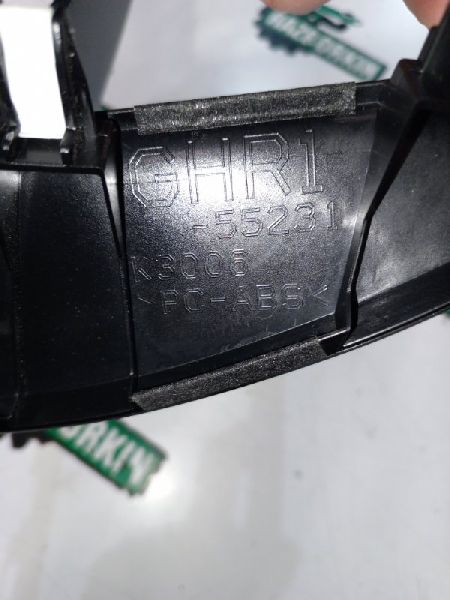 GHR1-
-55231
K3006
>PC-ABS<